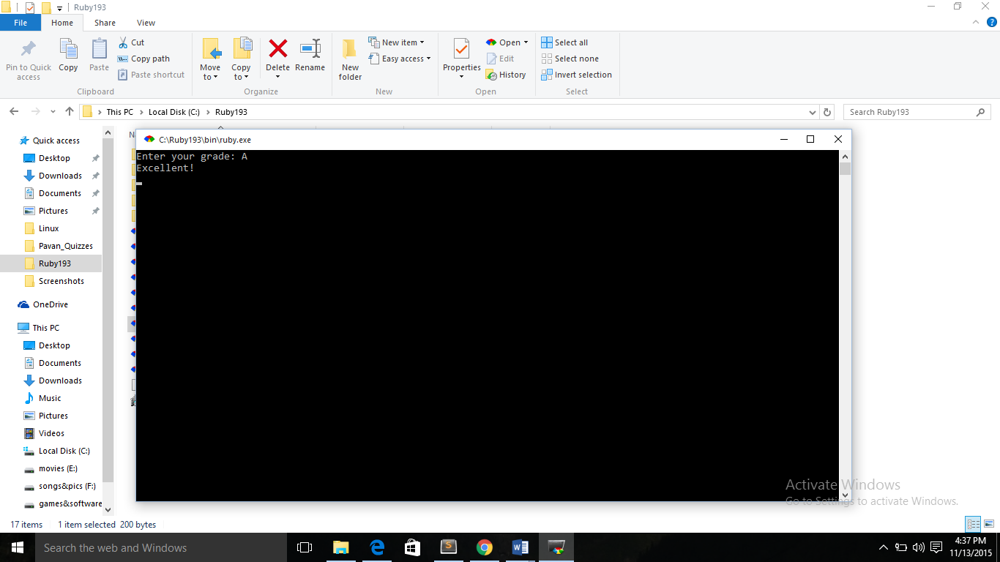 Ruby193
File Home Share View
Pin to Quick access
Copy
Paste
Cut
Copy path
Paste shortcut
Clipboard
Move to
Copy to
Delete
Rename
Organize
New folder
New item
Easy access
New
Properties
Open
Edit
History
Open
Select all
Select none
Invert selection
Select
This PC > Local Disk (C:) > Ruby193
Search Ruby193
Quick access
Desktop
Downloads
Documents
Pictures
Linux
Pavan_Quizzes
Ruby193
Screenshots
OneDrive
This PC
Desktop
Documents
Downloads
Music
Pictures
Videos
Local Disk (C:)
movies (E:)
songs&pics (F:)
games&software
C:\Ruby193\bin\ruby.exe
Enter your grade: A
Excellent!
Activate Windows
Go to Settings to activate Windows.
17 items 1 item selected 200 bytes
Search the web and Windows
4:37 PM
11/13/2015